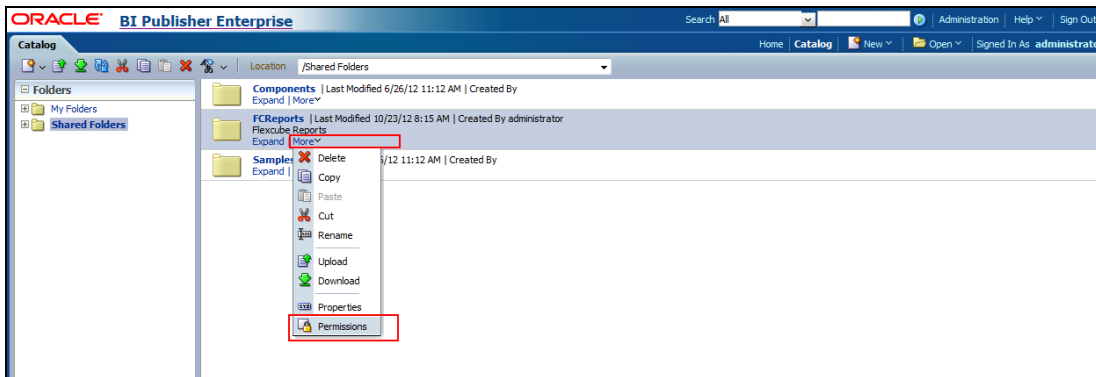 ORACLE BI Publisher Enterprise Search All Administration Help Sign Out
Catalog Home Catalog New Open Signed In As administrato
Location /Shared Folders
Folders
My Folders
Shared Folders
Components | Last Modified 6/26/12 11:12 AM | Created By
Expand | More
FCReports | Last Modified 10/23/12 8:15 AM | Created By administrator
Flexcube Reports
Expand | More
Samples /12 11:12 AM | Created By
Expand |
Delete
Copy
Paste
Cut
Rename
Upload
Download
Properties
Permissions